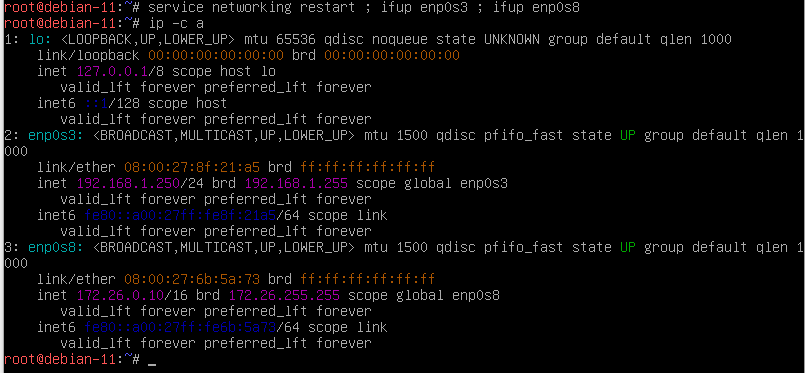 root@debian-11:~# service networking restart ; ifup enp0s3 ; ifup enp0s8
root@debian-11:~# ip -c a
1: lo: <LOOPBACK,UP,LOWER_UP> mtu 65536 qdisc noqueue state UNKNOWN group default qlen 1000
    link/loopback 00:00:00:00:00:00 brd 00:00:00:00:00:00
    inet 127.0.0.1/8 scope host lo
       valid_lft forever preferred_lft forever
    inet6 ::1/128 scope host
       valid_lft forever preferred_lft forever
2: enp0s3: <BROADCAST,MULTICAST,UP,LOWER_UP> mtu 1500 qdisc pfifo_fast state UP group default qlen 1
000
    link/ether 08:00:27:8f:21:a5 brd ff:ff:ff:ff:ff:ff
    inet 192.168.1.250/24 brd 192.168.1.255 scope global enp0s3
       valid_lft forever preferred_lft forever
    inet6 fe80::a00:27ff:fe8f:21a5/64 scope link
       valid_lft forever preferred_lft forever
3: enp0s8: <BROADCAST,MULTICAST,UP,LOWER_UP> mtu 1500 qdisc pfifo_fast state UP group default qlen 1
000
    link/ether 08:00:27:6b:5a:73 brd ff:ff:ff:ff:ff:ff
    inet 172.26.0.10/16 brd 172.26.255.255 scope global enp0s8
       valid_lft forever preferred_lft forever
    inet6 fe80::a00:27ff:fe6b:5a73/64 scope link
       valid_lft forever preferred_lft forever
root@debian-11:~# _